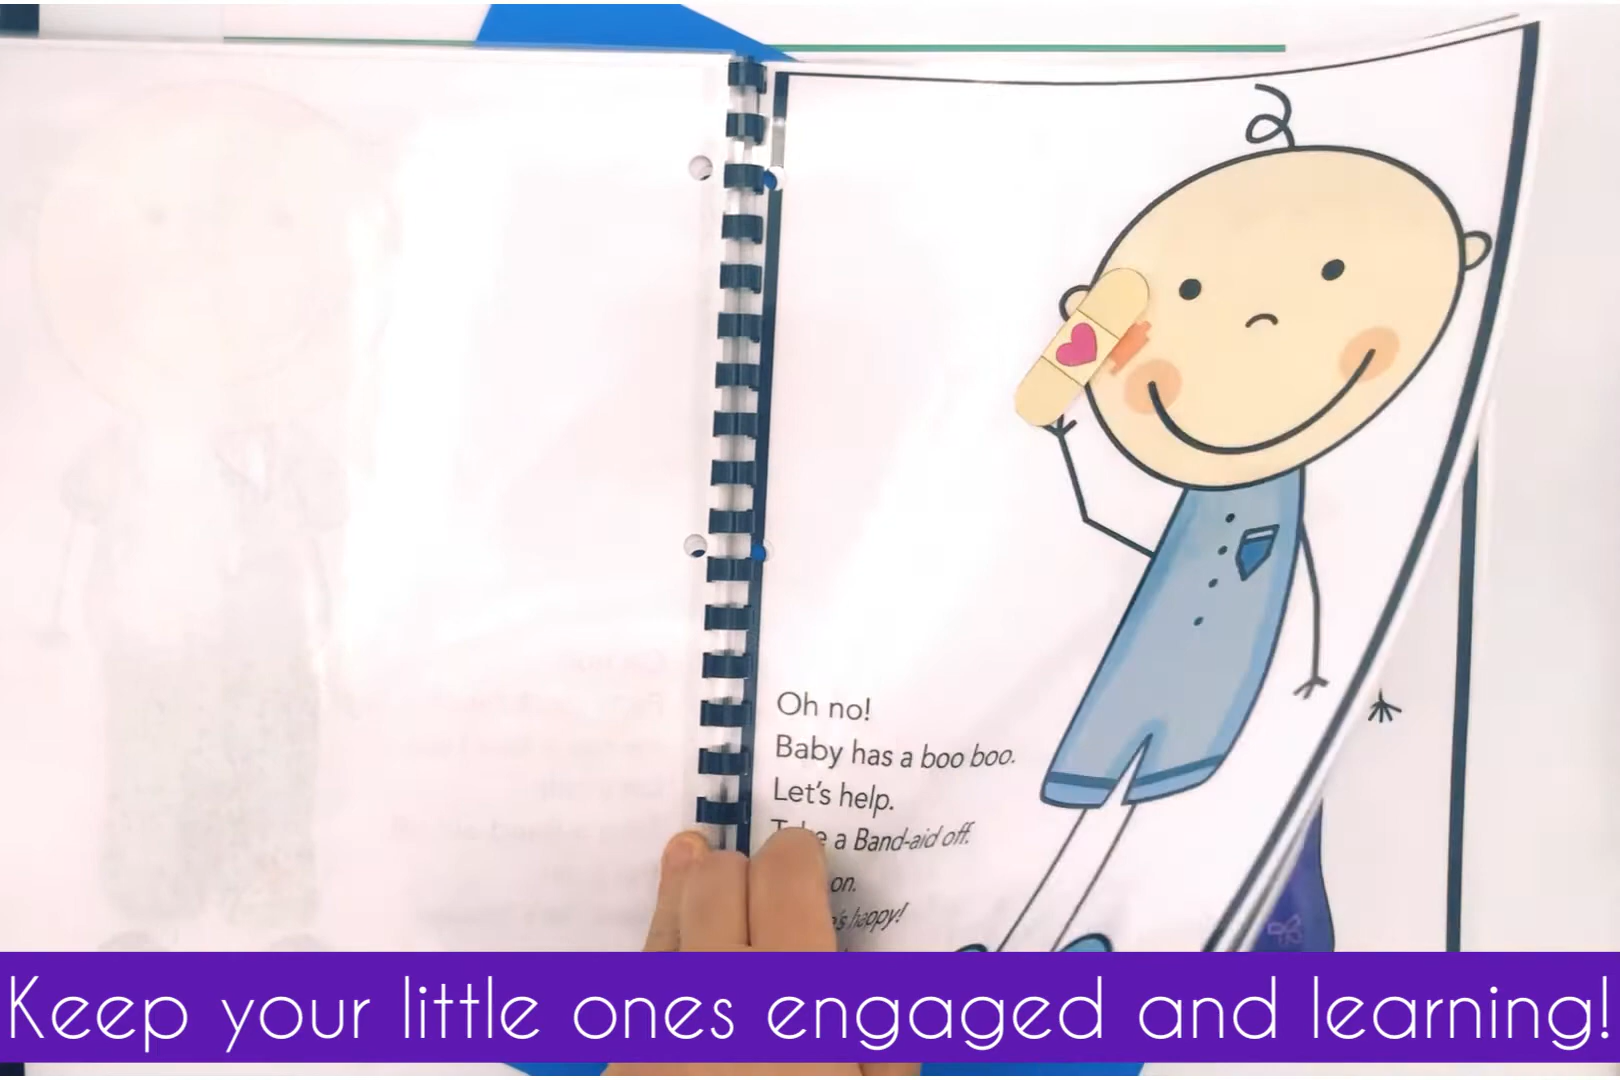 Oh no!
Baby has a boo boo.
Let's help.
a Band-aid off.
on.
happy!
Keep your little ones engaged and learning!